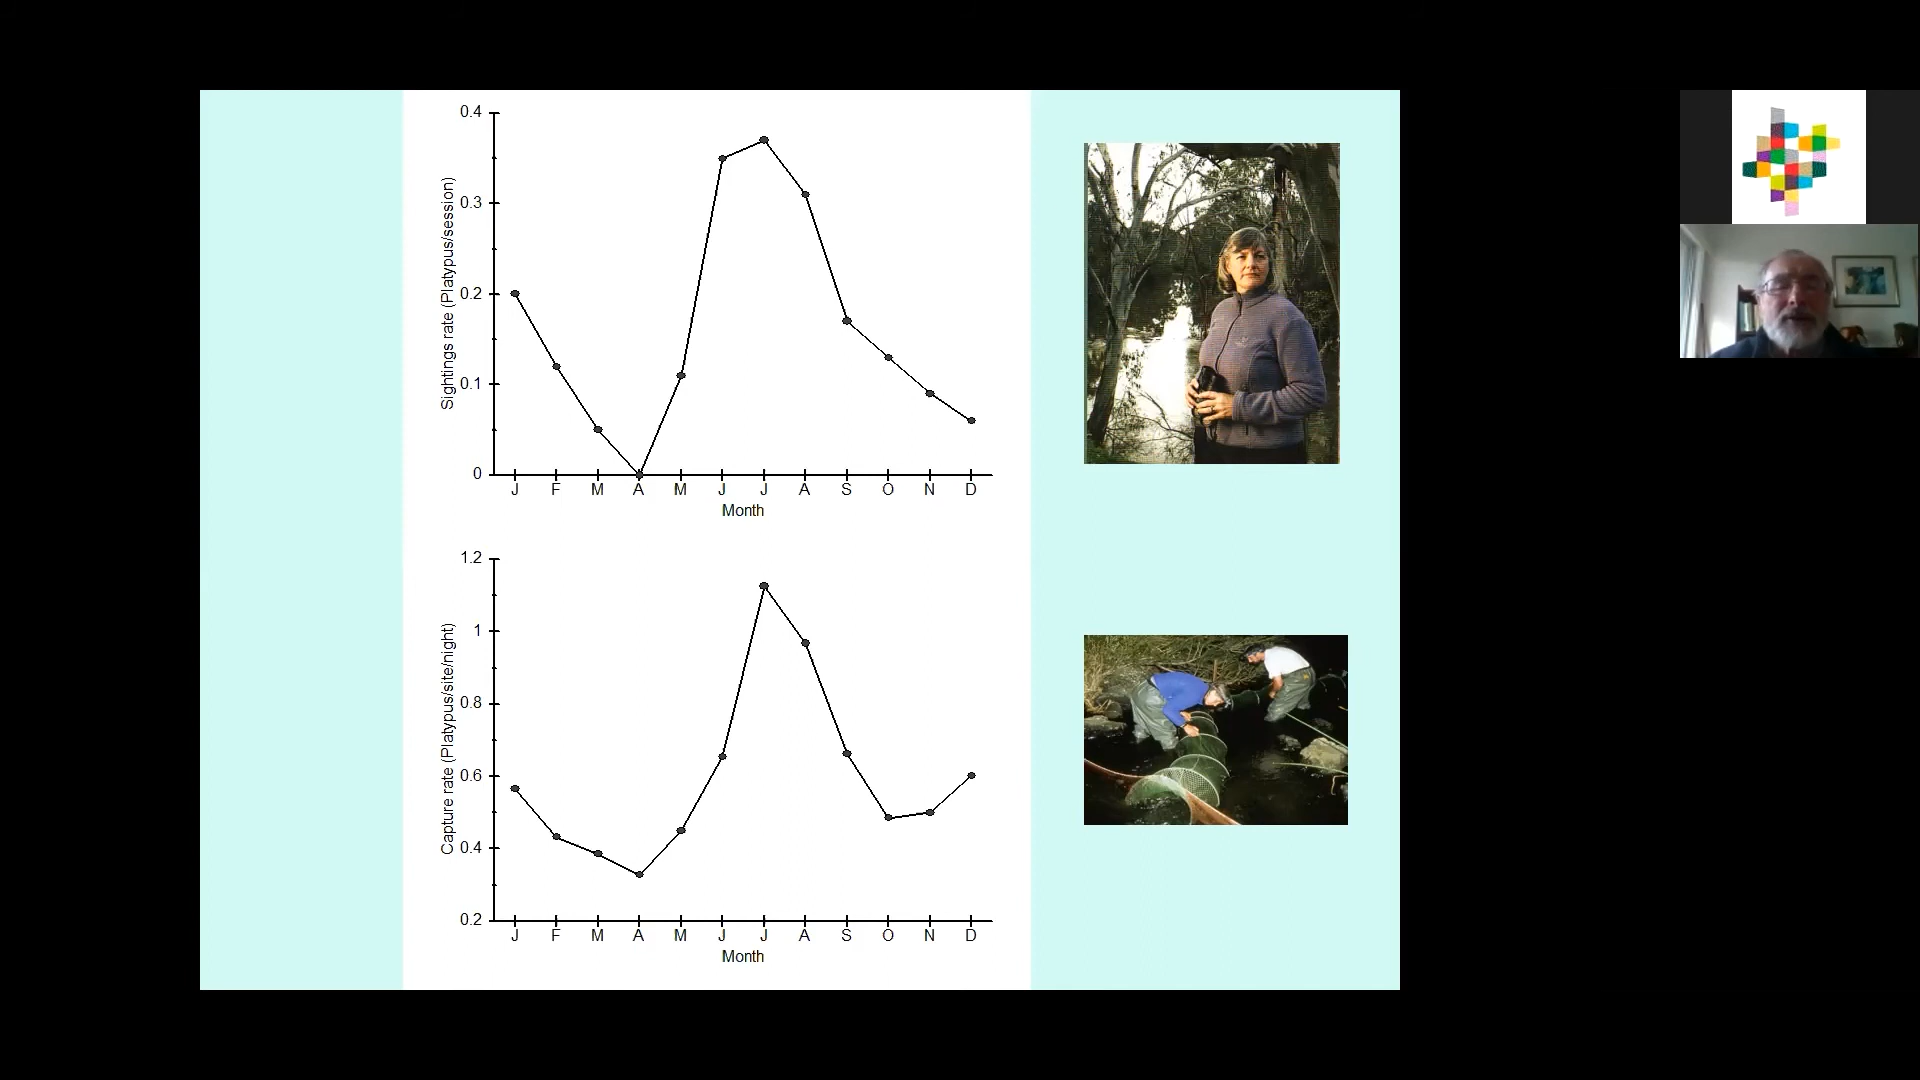 0.4
0.3
0.2
0.1
0
Sightings rate (Platypus/session)
J F M A M J J A S O N D
Month
1.2
1
0.8
0.6
0.4
0.2
Capture rate (Platypus/site/night)
J F M A M J J A S O N D
Month